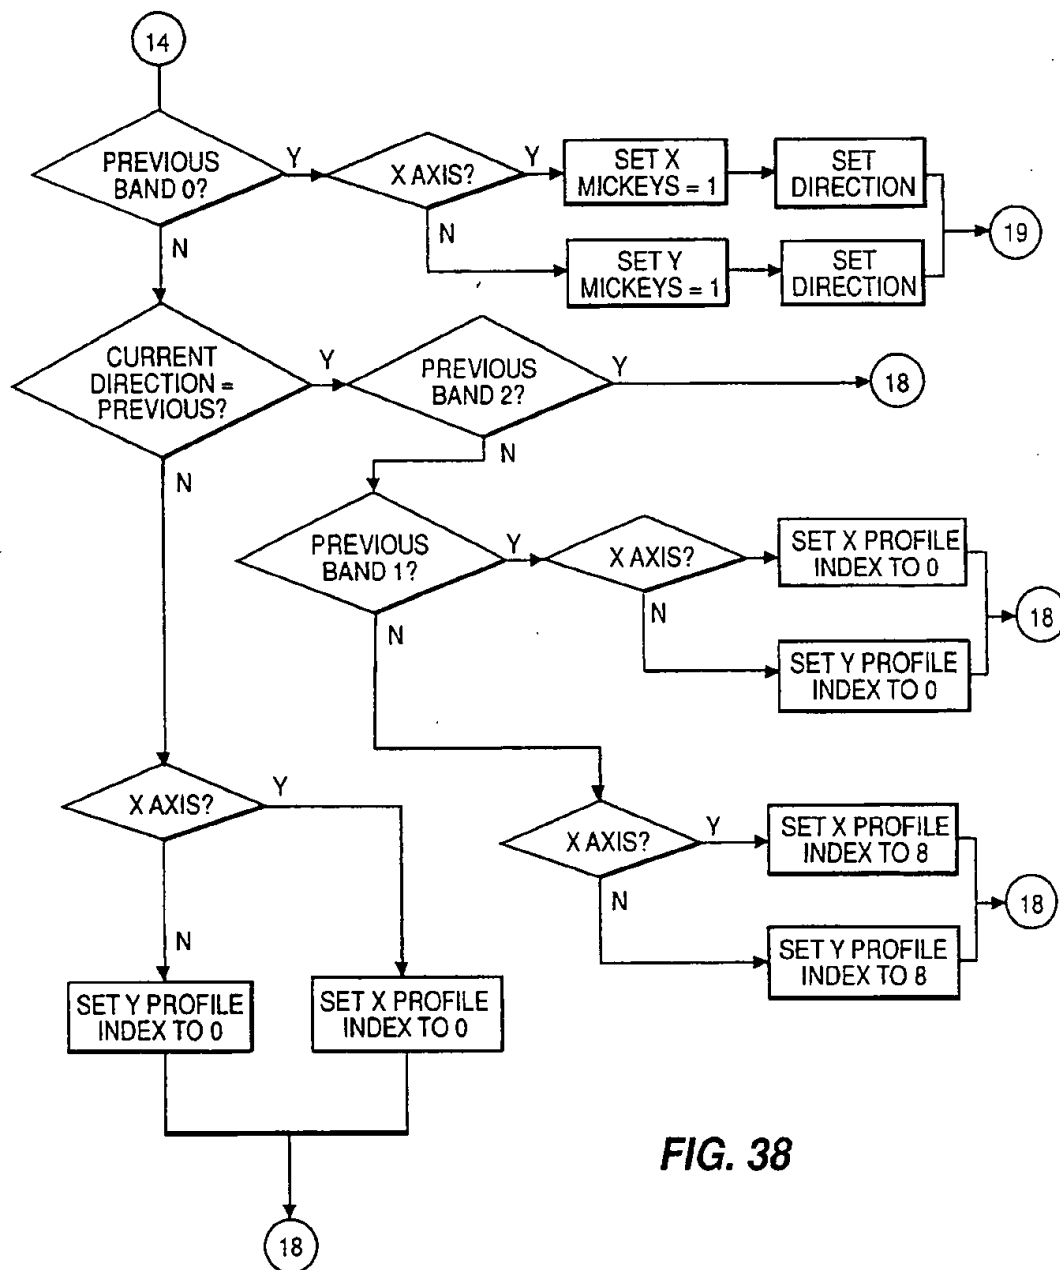 14
PREVIOUS
BAND 0?
Y
X AXIS?
Y
SET X
MICKEYS = 1
SET
DIRECTION
N
N
SET Y
MICKEYS = 1
SET
DIRECTION
19
CURRENT
DIRECTION =
PREVIOUS?
Y
PREVIOUS
BAND 2?
Y
18
N
N
PREVIOUS
BAND 1?
Y
X AXIS?
SET X PROFILE
INDEX TO 0
N
N
SET Y PROFILE
INDEX TO 0
18
X AXIS?
Y
X AXIS?
Y
SET X PROFILE
INDEX TO 8
N
N
SET Y PROFILE
INDEX TO 8
18
SET Y PROFILE
INDEX TO 0
SET X PROFILE
INDEX TO 0
18
FIG. 38